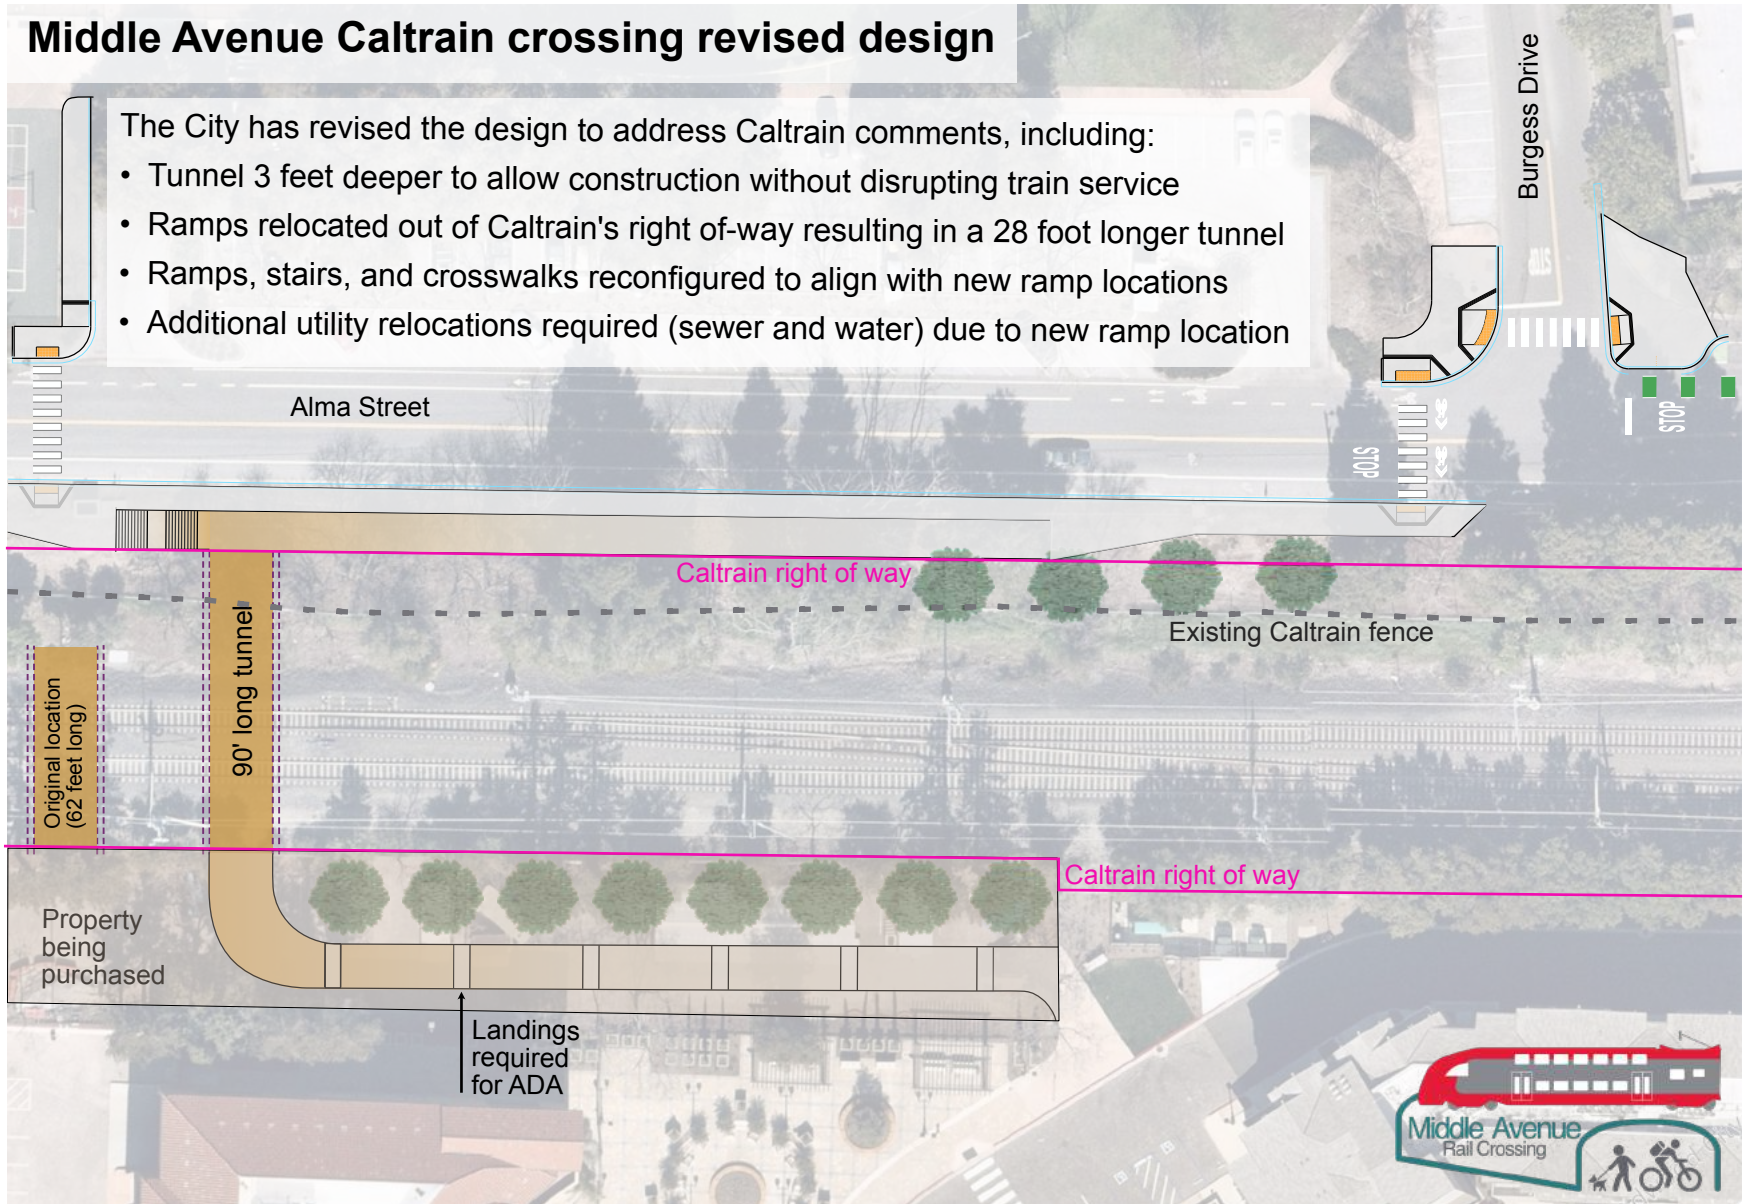 Middle Avenue Caltrain crossing revised design
The City has revised the design to address Caltrain comments, including:
• Tunnel 3 feet deeper to allow construction without disrupting train service
• Ramps relocated out of Caltrain's right of-way resulting in a 28 foot longer tunnel
• Ramps, stairs, and crosswalks reconfigured to align with new ramp locations
• Additional utility relocations required (sewer and water) due to new ramp location
Burgess Drive
STOP
Alma Street
STOP
STOP
Caltrain right of way
Existing Caltrain fence
90' long tunnel
Original location
(62 feet long)
Caltrain right of way
Property
being
purchased
Landings
required
for ADA
Middle Avenue
Rail Crossing